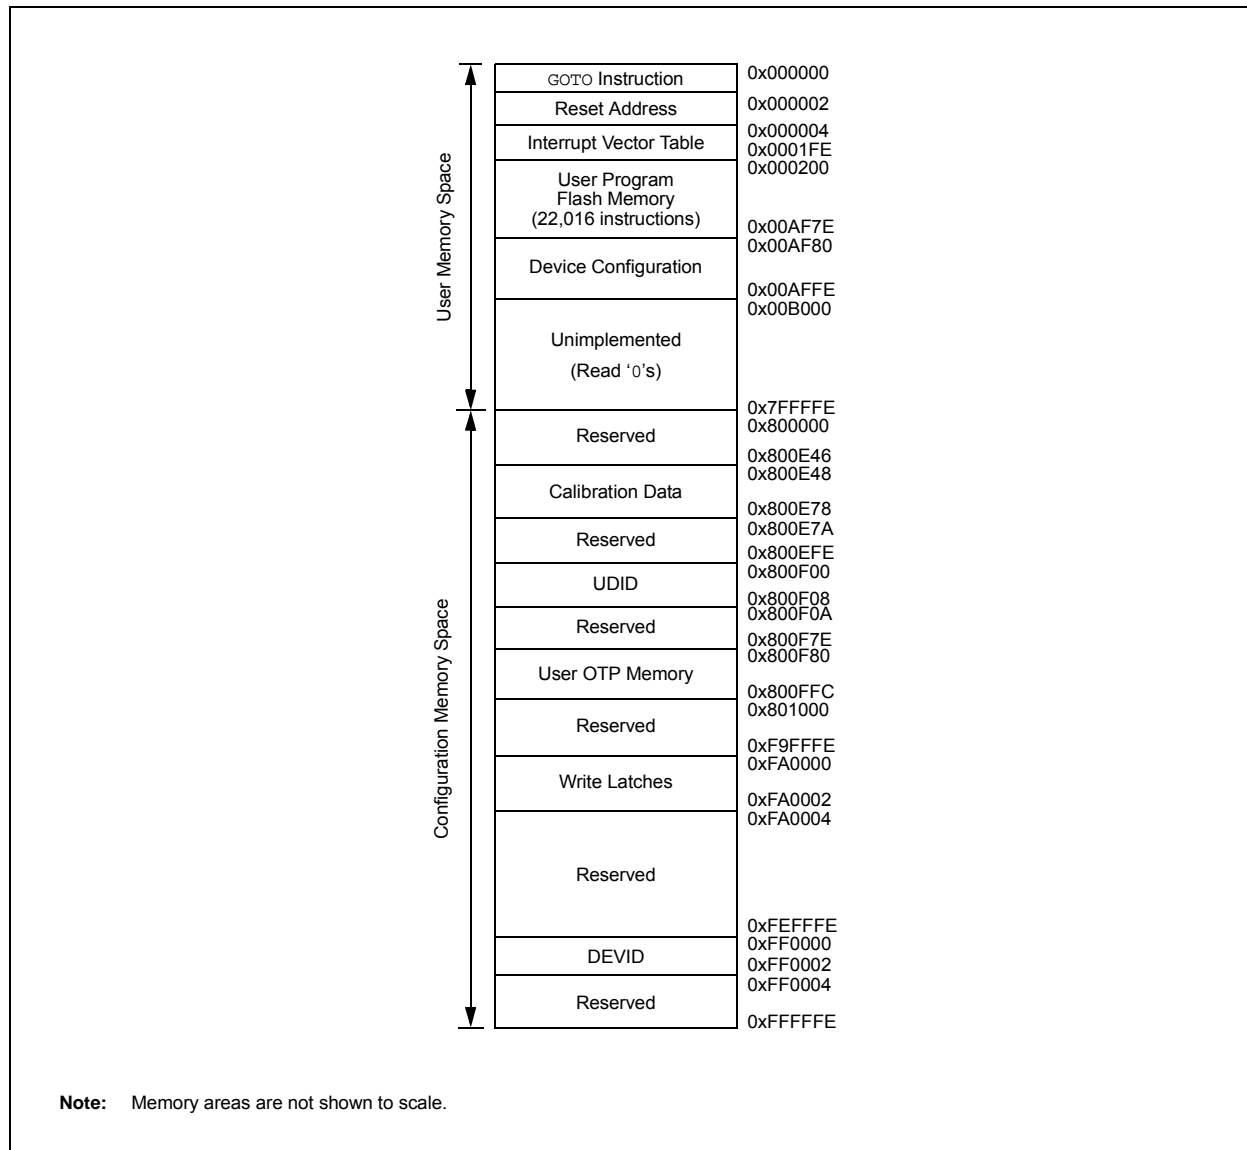 GOTO Instruction
0x000000
Reset Address
0x000002
Interrupt Vector Table
0x000004
0x0001FE
User Program
Flash Memory
(22,016 instructions)
0x000200
0x00AF7E
Device Configuration
0x00AF80
0x00AFFE
Unimplemented
(Read ‘0’s)
0x00B000
0x7FFFFE
User Memory Space
Reserved
0x800000
0x800E46
Calibration Data
0x800E48
0x800E78
Reserved
0x800E7A
0x800EFE
UDID
0x800F00
0x800F08
Reserved
0x800F0A
0x800F7E
User OTP Memory
0x800F80
0x800FFC
Reserved
0x801000
0xF9FFFE
Write Latches
0xFA0000
0xFA0002
Reserved
0xFA0004
0xFEFFFE
DEVID
0xFF0000
0xFF0002
Reserved
0xFF0004
0xFFFFFE
Configuration Memory Space
Note: Memory areas are not shown to scale.